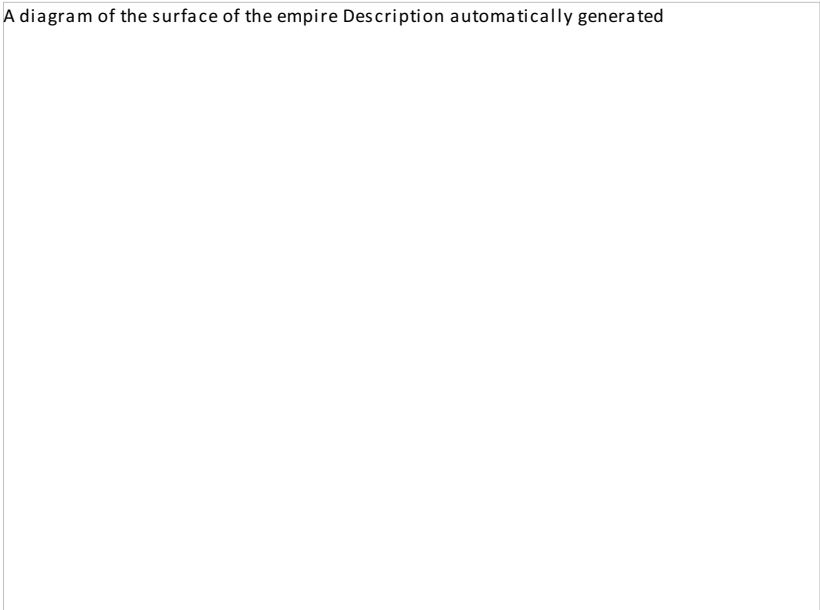 A diagram of the surface of the empire Description automatically generated